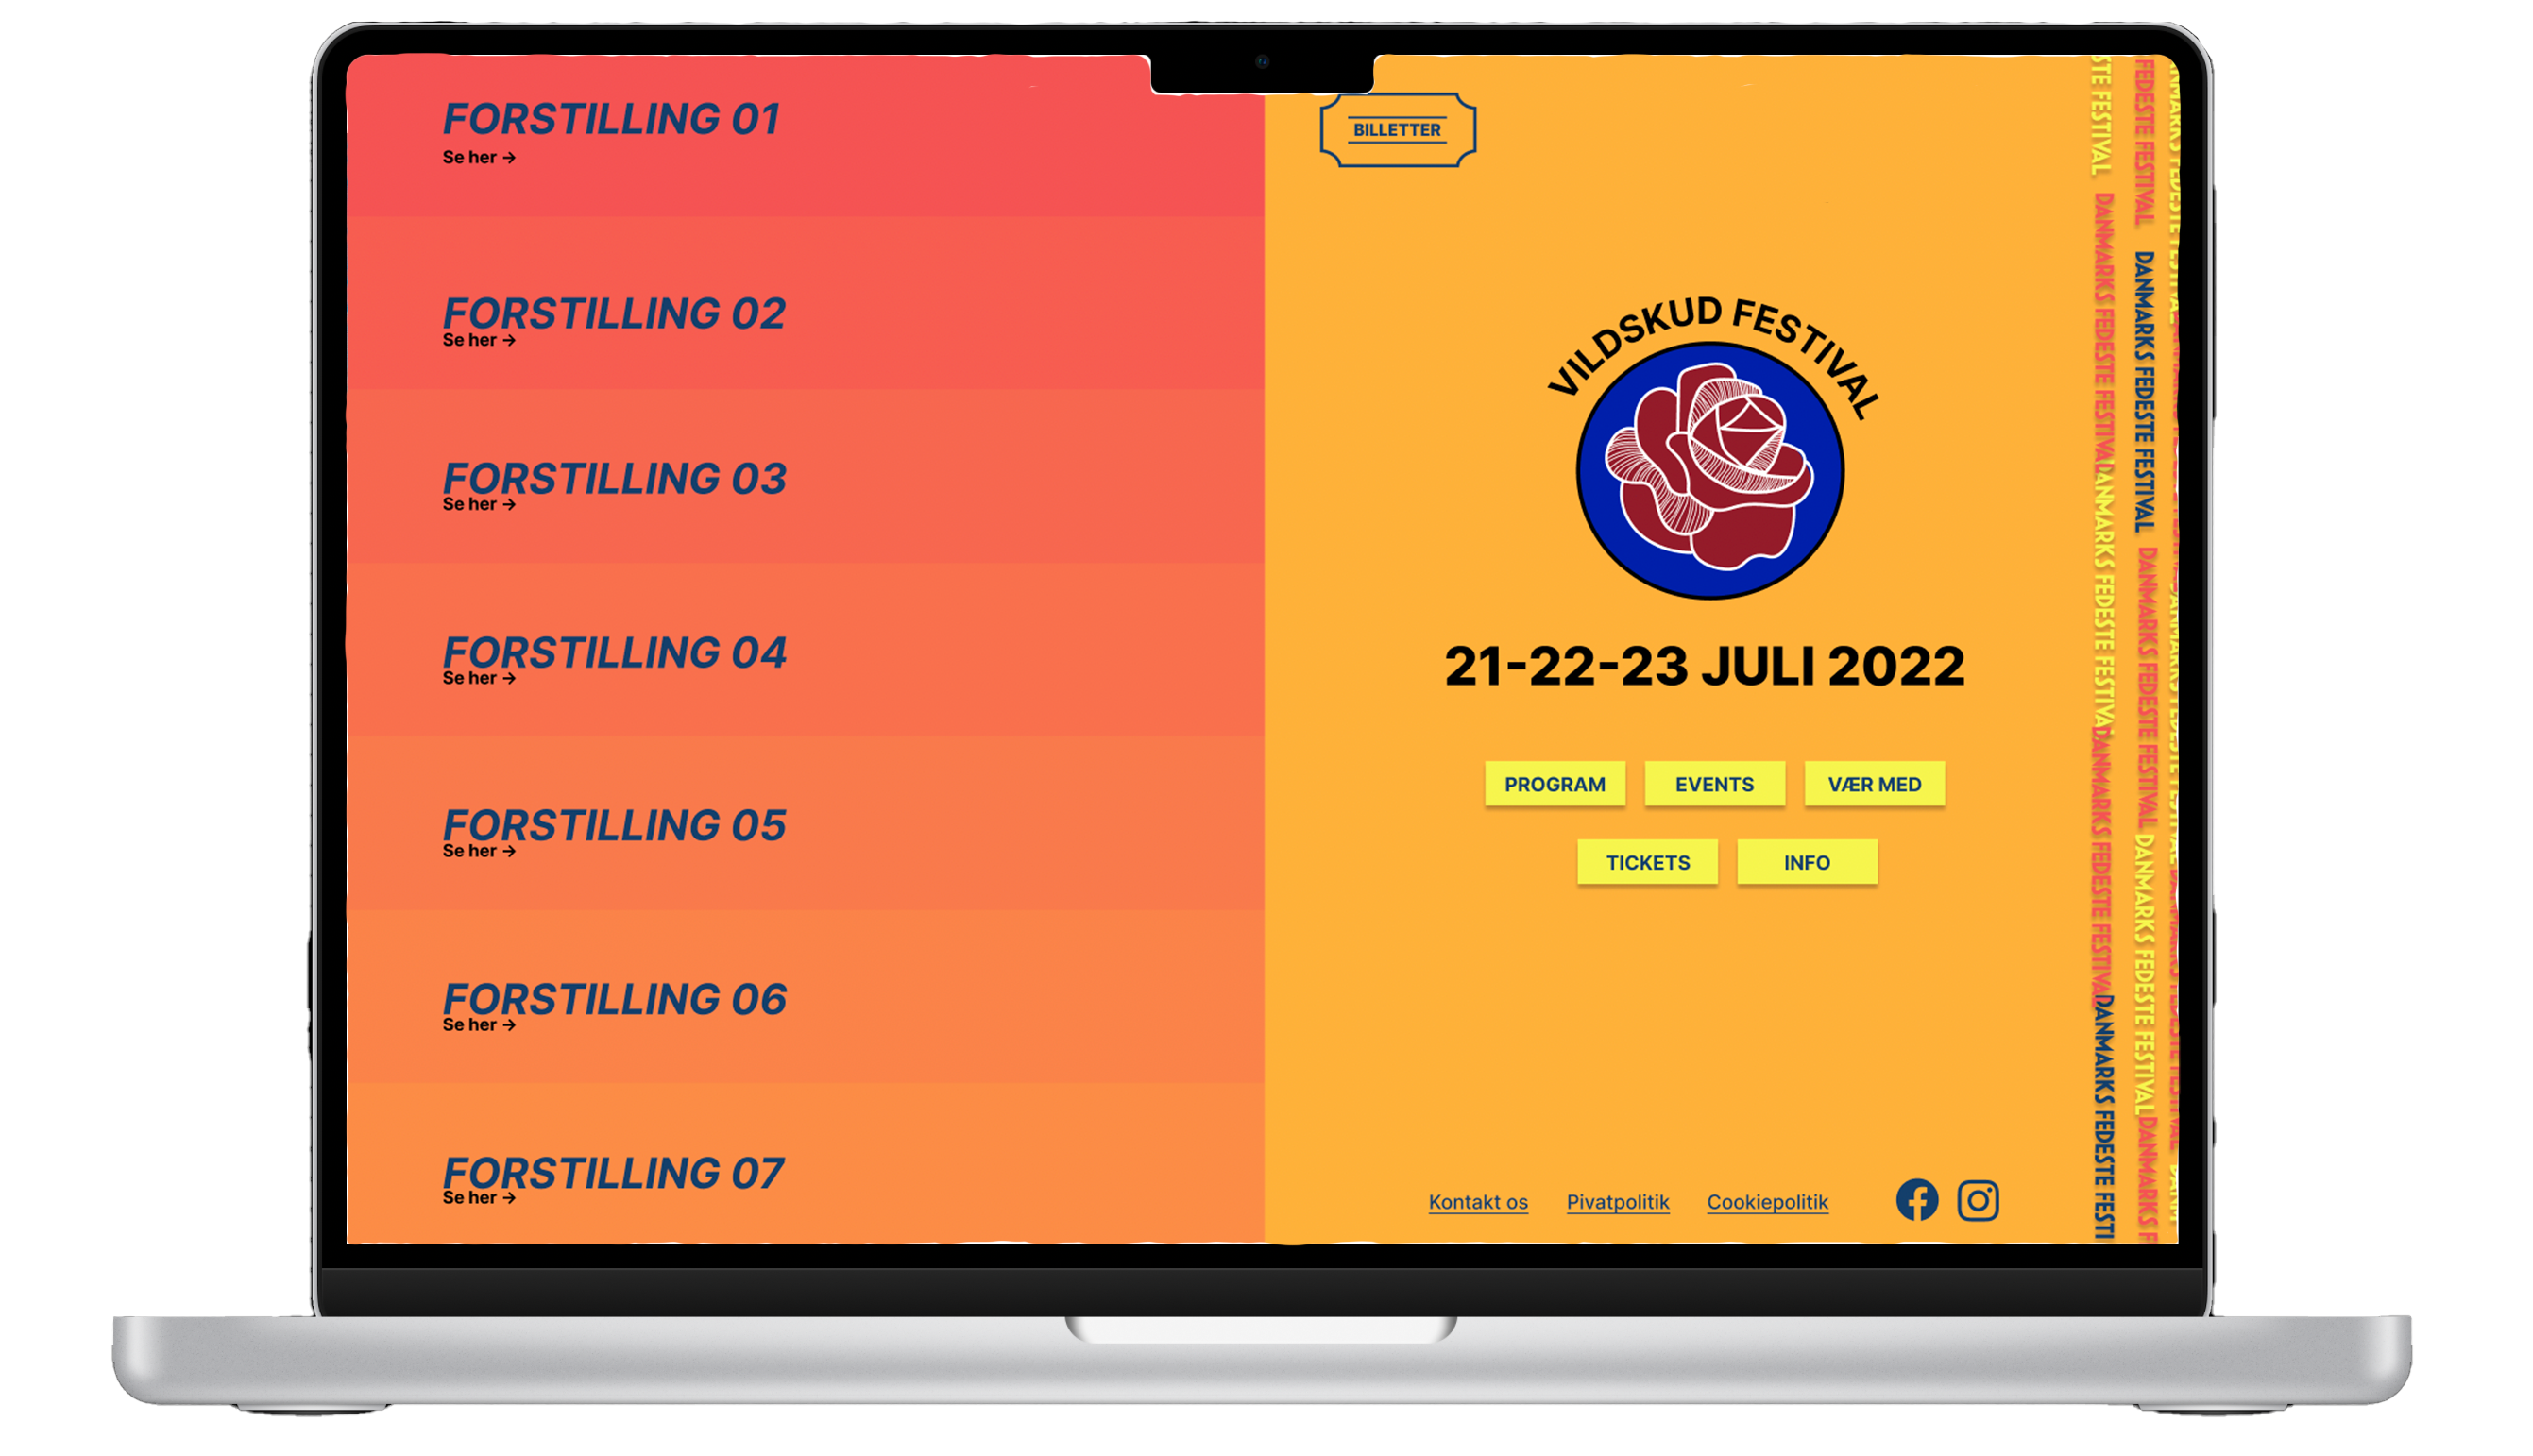 FORSTILLING 01
Se her →
FORSTILLING 02
Se her →
FORSTILLING 03
Se her →
FORSTILLING 04
Se her →
FORSTILLING 05
Se her →
FORSTILLING 06
Se her →
FORSTILLING 07
Se her →
BILLETTER
VILDSKUD FESTIVAL
21-22-23 JULI 2022
PROGRAM EVENTS VÆR MED
TICKETS INFO
Kontakt os Pivatpolitik Cookiepolitik
STE FESTIVAL DANMARKS FEDESTE FESTIVAL DANMARKS FEDESTE FESTIVAL DANMARKS FEDESTE FESTIVAL DANMARKS FEDESTE FESTI
FEDESTE FESTIVAL DANMARKS FEDESTE FESTIVAL DANMARKS FEDESTE FESTIVAL DANMARKS FEDESTE FESTIVAL DANMARKS F